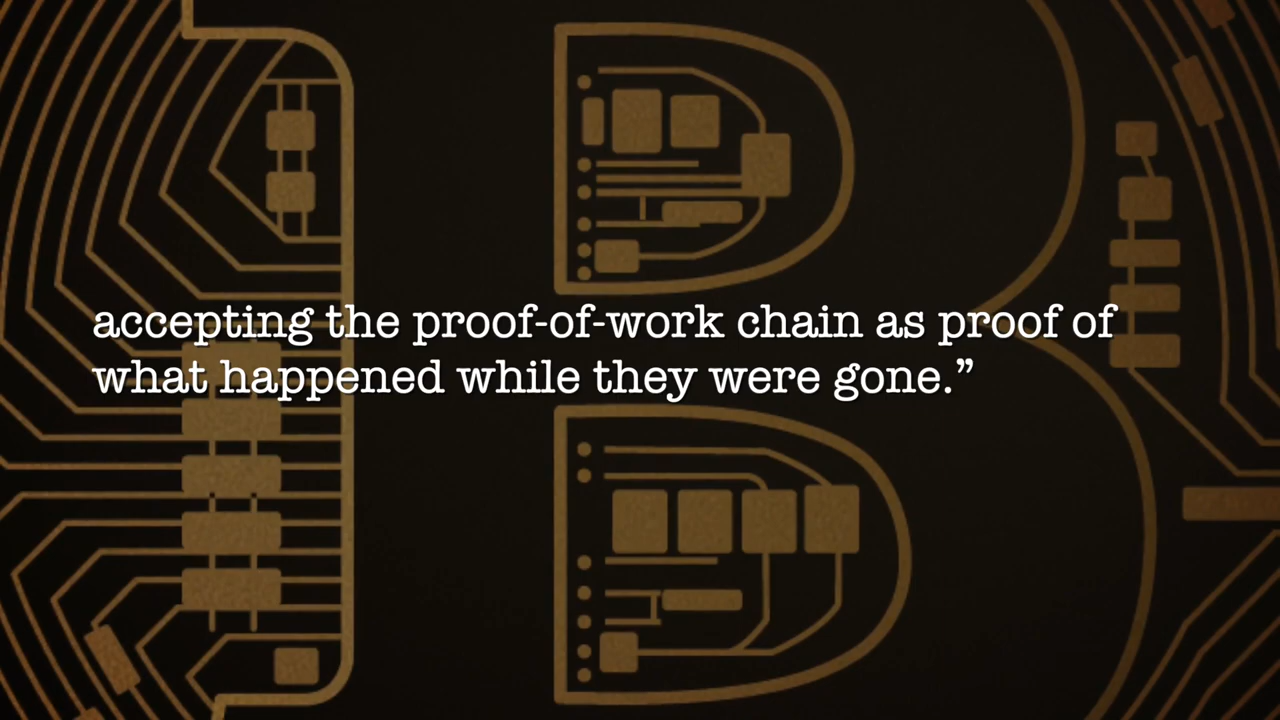 accepting the proof-of-work chain as proof of
what happened while they were gone.”